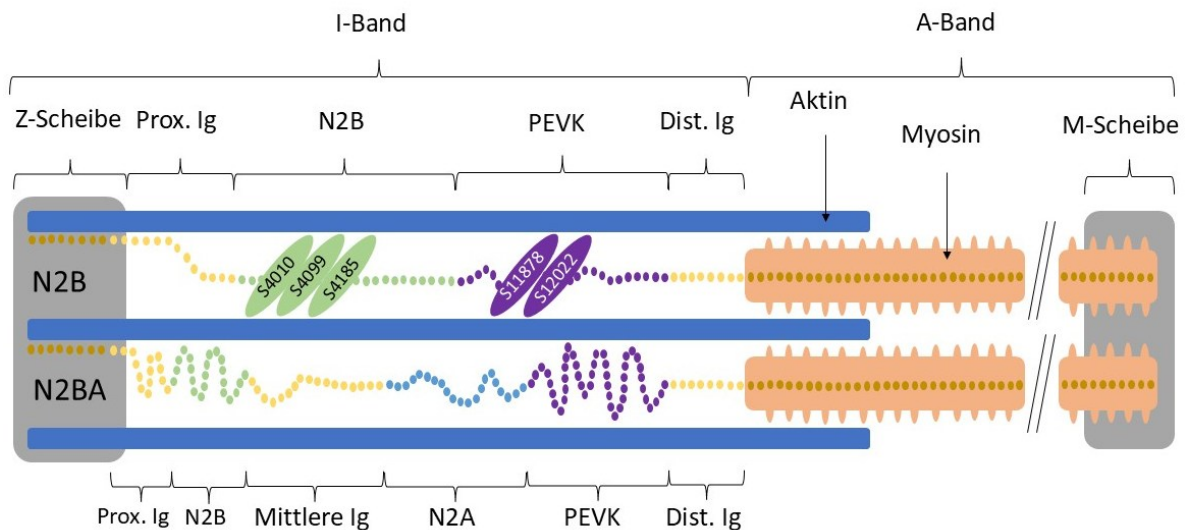 I-Band
A-Band
Z-Scheibe
Prox. Ig
N2B
PEVK
Dist. Ig
Aktin
Myosin
M-Scheibe
N2B
S4010
S4099
S4185
S11878
S12022
N2BA
Prox. Ig
N2B
Mittlere Ig
N2A
PEVK
Dist. Ig